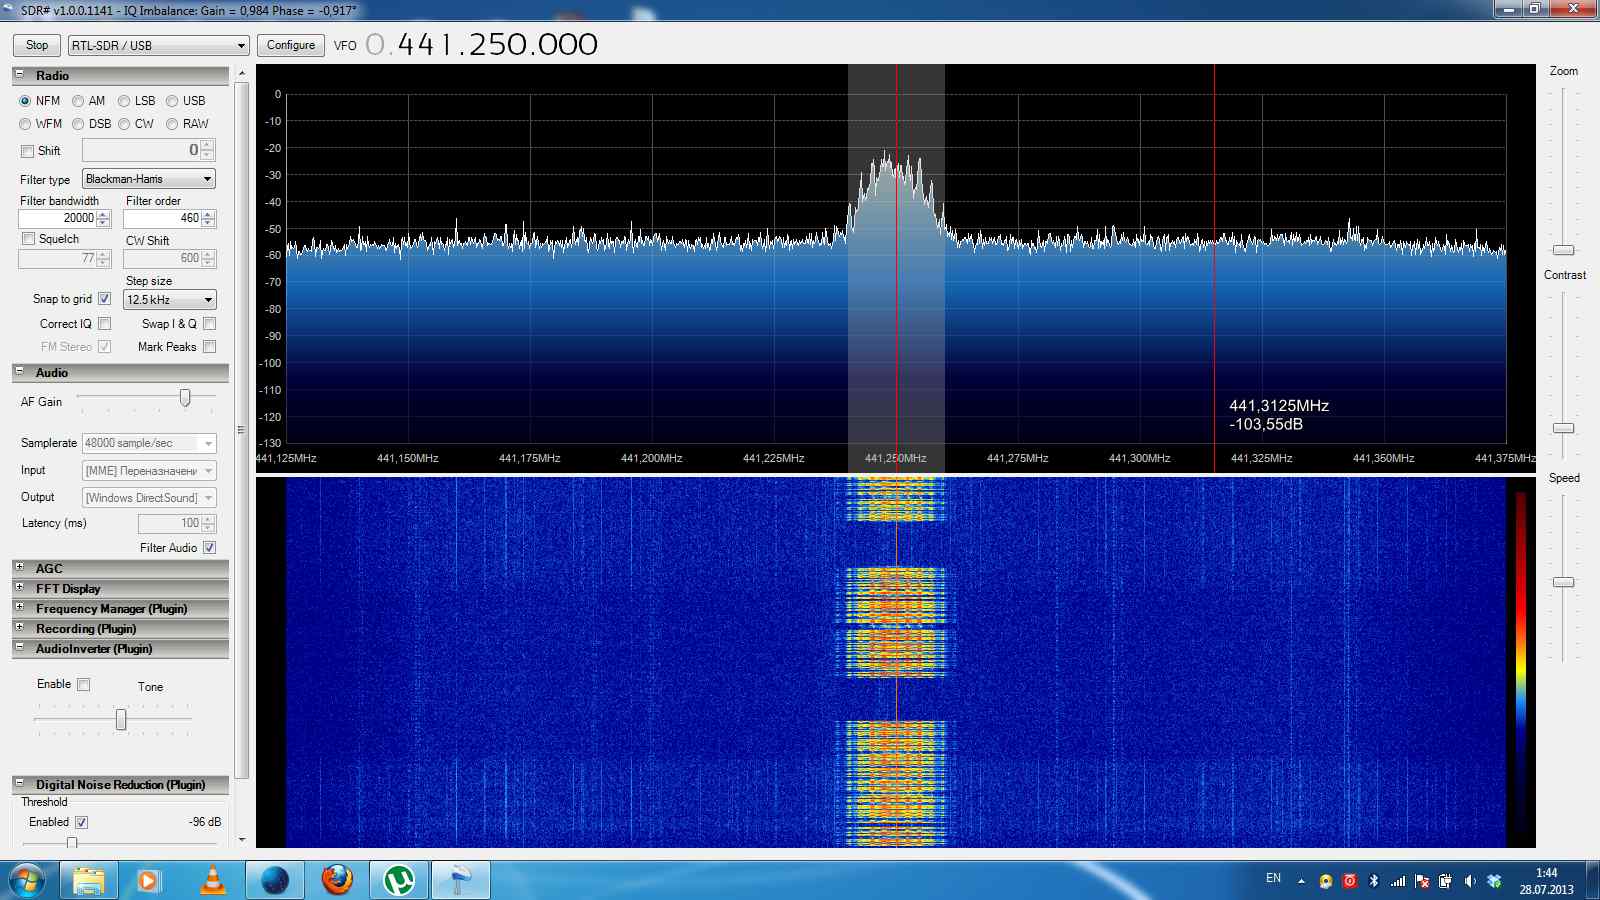 SDR# v1.0.0.1141 - IQ Imbalance: Gain = 0,984 Phase = -0,917°
Stop RTL-SDR / USB Configure VFO 0.441.250.000
Radio
NFM AM LSB USB
WFM DSB CW RAW
Shift 0
Filter type Blackman-Harris
Filter bandwidth Filter order
20000 460
Squelch CW Shift
77 600
Step size
Snap to grid 12.5 kHz
Correct IQ Swap I & Q
FM Stereo Mark Peaks
Audio
AF Gain
Samplerate 48000 sample/sec
Input [MME] Переназначени
Output [Windows DirectSound]
Latency (ms) 100
Filter Audio
AGC
FFT Display
Frequency Manager (Plugin)
Recording (Plugin)
AudioInverter (Plugin)
Enable Tone
Digital Noise Reduction (Plugin)
Threshold
Enabled -96 dB
0
-10
-20
-30
-40
-50
-60
-70
-80
-90
-100
-110
-120
-130
441,3125MHz
-103,55dB
441,125MHz 441,150MHz 441,175MHz 441,200MHz 441,225MHz 441,250MHz 441,275MHz 441,300MHz 441,325MHz 441,350MHz 441,375MHz
Zoom
Contrast
Speed
EN
1:44
28.07.2013